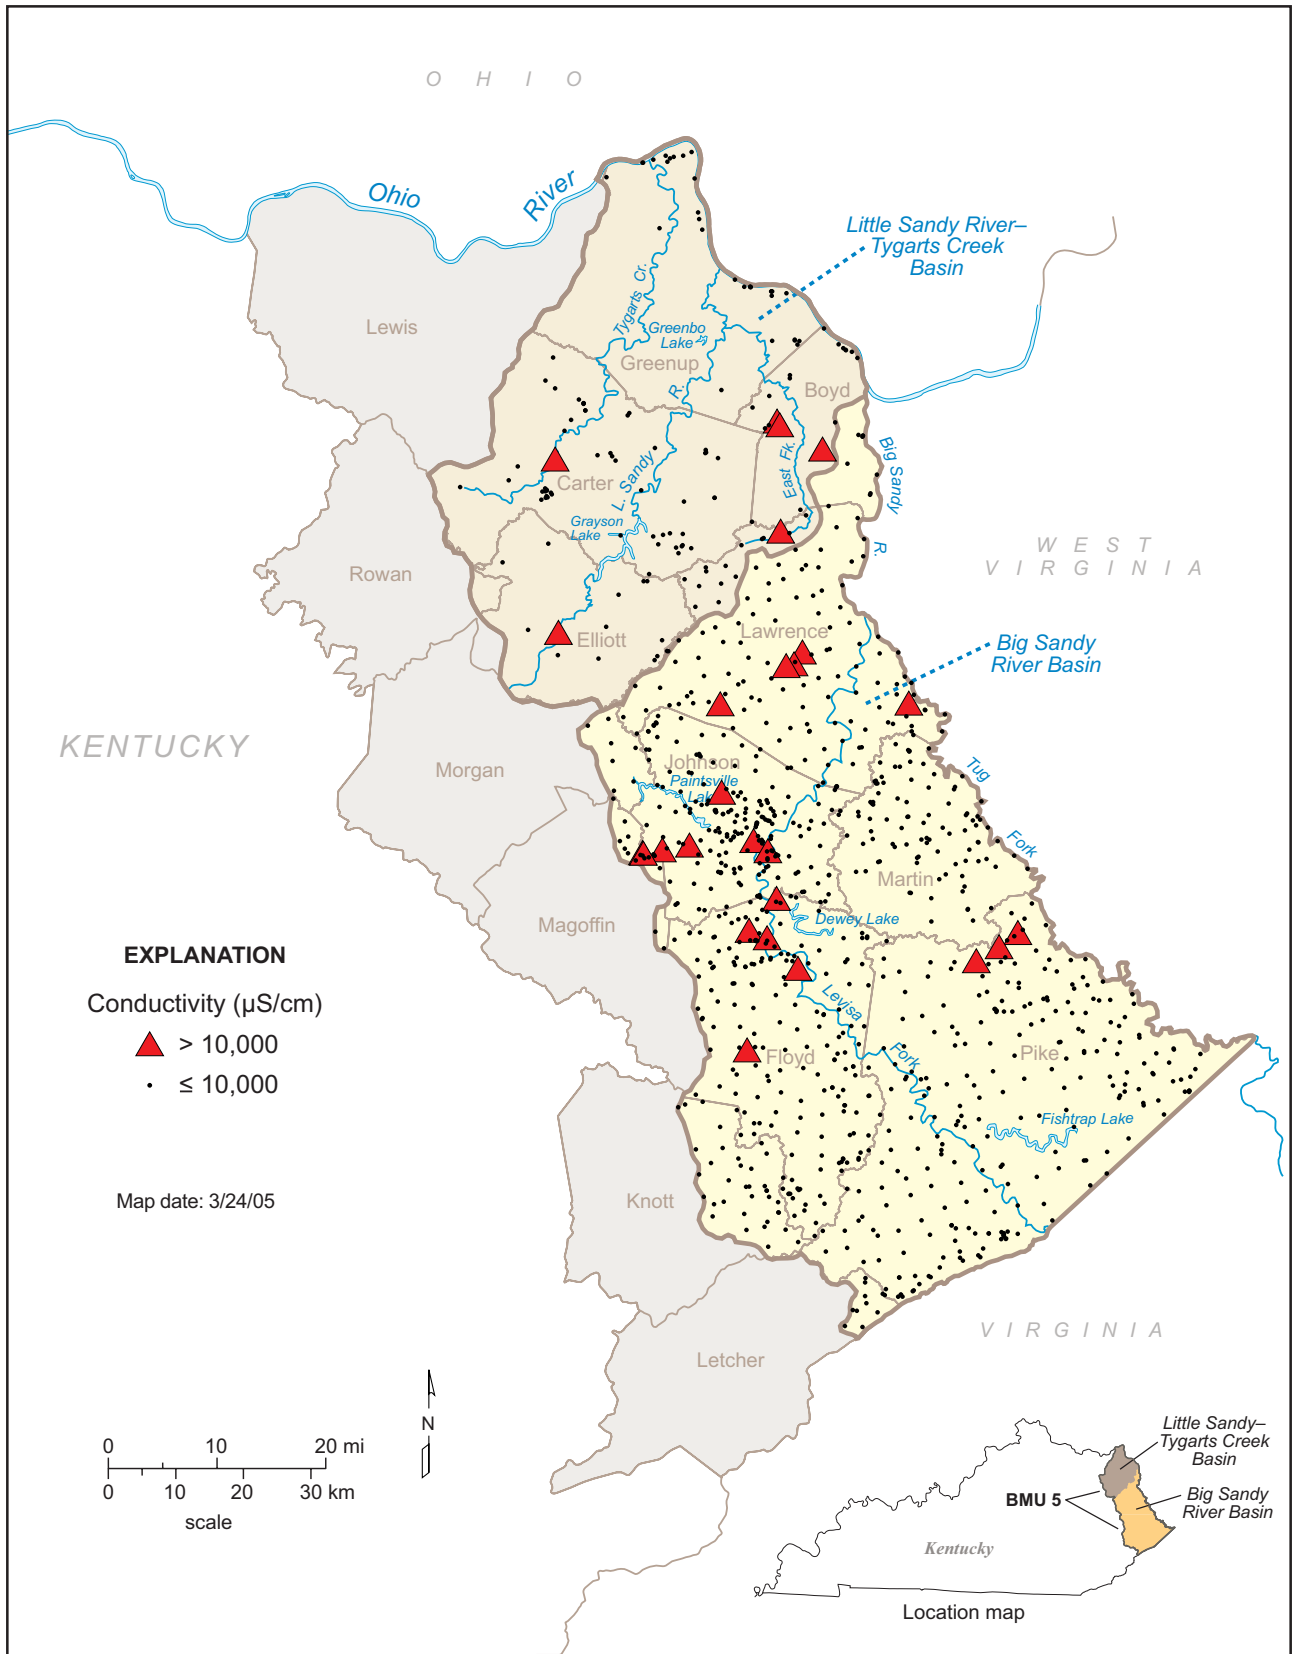 O H I O
Ohio
River
Little Sandy River–
Tygarts Creek
Basin
Lewis
Tygarts Cr.
Greenbo
Lake
Greenup
R.
Boyd
Big Sandy
R.
East Fk.
L. Sandy
Carter
Grayson
Lake
WEST
VIRGINIA
Rowan
Elliott
Lawrence
Big Sandy
River Basin
KENTUCKY
Morgan
Johnson
Paintsville
Lake
Tug
Fork
Martin
Magoffin
Dewey Lake
Levisa
Fork
Floyd
Pike
Fishtrap Lake
Knott
Letcher
VIRGINIA
EXPLANATION
Conductivity (µS/cm)
> 10,000
≤ 10,000
Map date: 3/24/05
N
0 10 20 mi
0 10 20 30 km
scale
Little Sandy–
Tygarts Creek
Basin
BMU 5
Big Sandy
River Basin
Kentucky
Location map